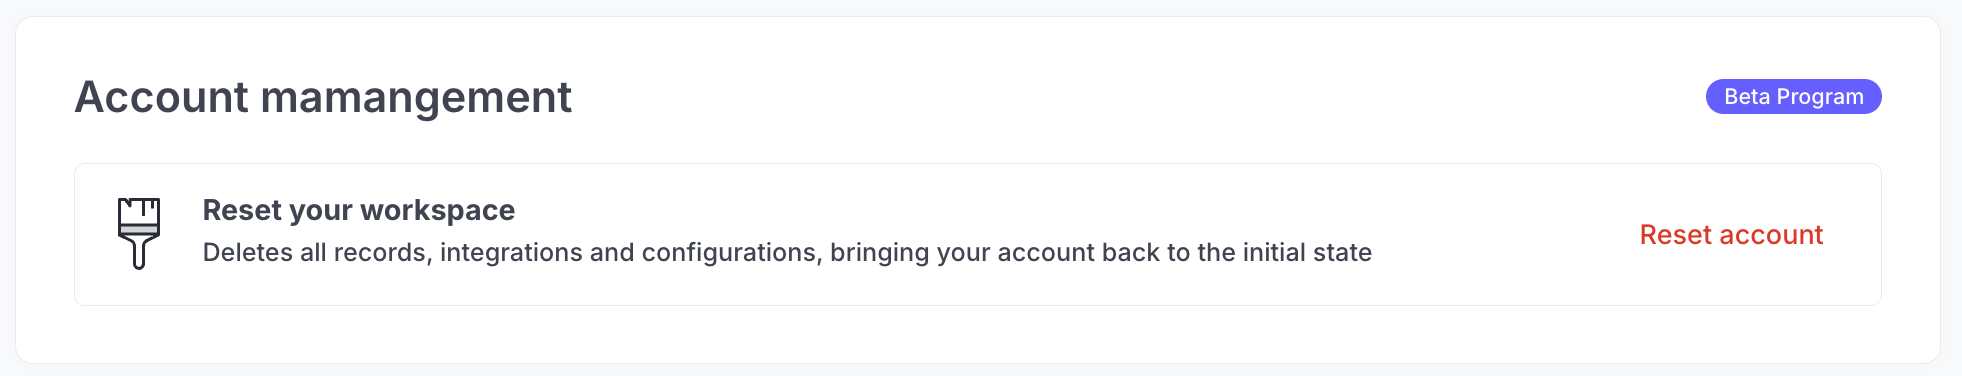 Account mamangement
Beta Program
Reset your workspace
Deletes all records, integrations and configurations, bringing your account back to the initial state
Reset account